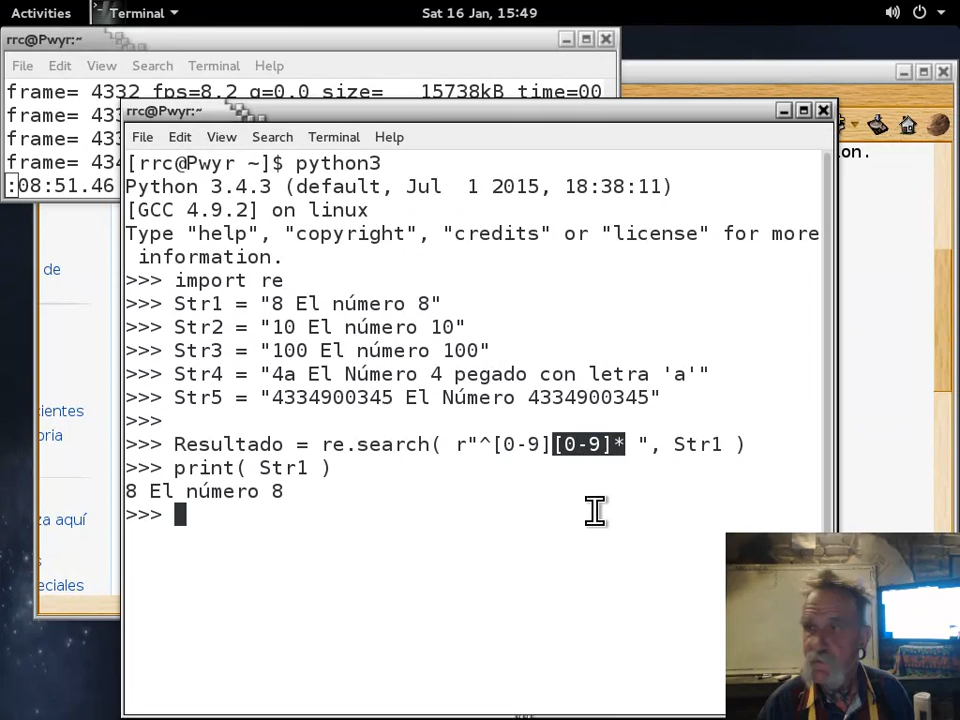 Activities
Terminal
Sat 16 Jan, 15:49
rrc@Pwyr:~
File Edit View Search Terminal Help
frame= 4332 fps=8.2 q=0.0 size= 15738kB time=00
frame= 433
frame= 433
frame= 434
:08:51.46
rrc@Pwyr:~
File Edit View Search Terminal Help
[rrc@Pwyr ~]$ python3
Python 3.4.3 (default, Jul 1 2015, 18:38:11)
[GCC 4.9.2] on linux
Type "help", "copyright", "credits" or "license" for more
information.
>>> import re
>>> Str1 = "8 El número 8"
>>> Str2 = "10 El número 10"
>>> Str3 = "100 El número 100"
>>> Str4 = "4a El Número 4 pegado con letra 'a'"
>>> Str5 = "4334900345 El Número 4334900345"
>>>
>>> Resultado = re.search( r"^[0-9][0-9]* ", Str1 )
>>> print( Str1 )
8 El número 8
>>>
de
cientes
oria
za aquí
s
eciales
on.